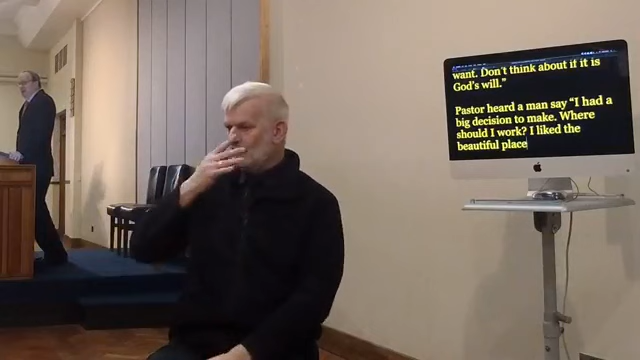 want. Don't think about if it is
God's will."
Pastor heard a man say "I had a
big decision to make. Where
should I work? I liked the
beautiful place